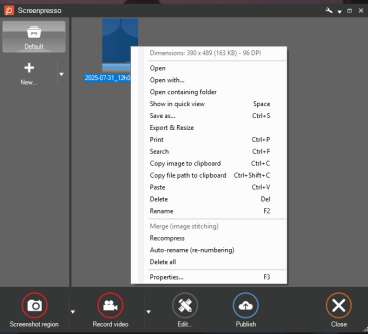 Screenpresso
Default
New...
2025-07-31_12h
Dimensions: 390 x 489 (163 KB) - 96 DPI
Open
Open with...
Open containing folder
Show in quick view Space
Save as... Ctrl+S
Export & Resize
Print Ctrl+P
Search Ctrl+F
Copy image to clipboard Ctrl+C
Copy file path to clipboard Ctrl+Shift+C
Paste Ctrl+V
Delete Del
Rename F2
Merge (image stitching)
Recompress
Auto-rename (re-numbering)
Delete all
Properties... F3
Screenshot region
Record video
Edit...
Publish
Close